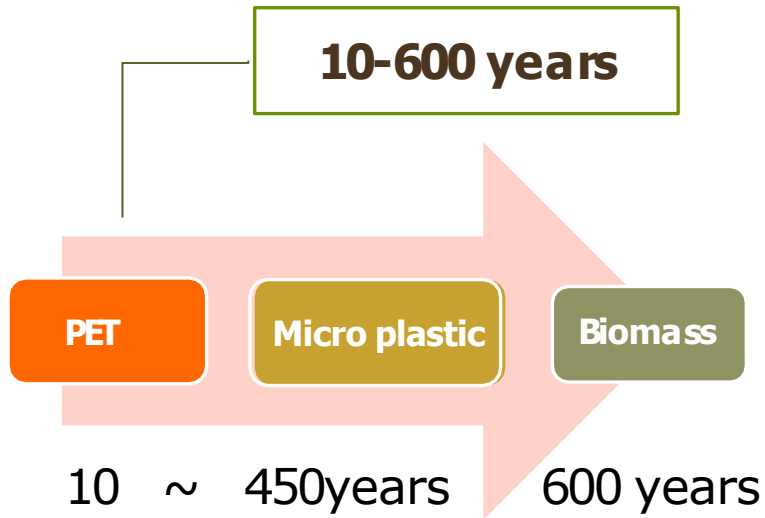 10-600 years
PET
Micro plastic
Biomass
10 ~ 450years 600 years